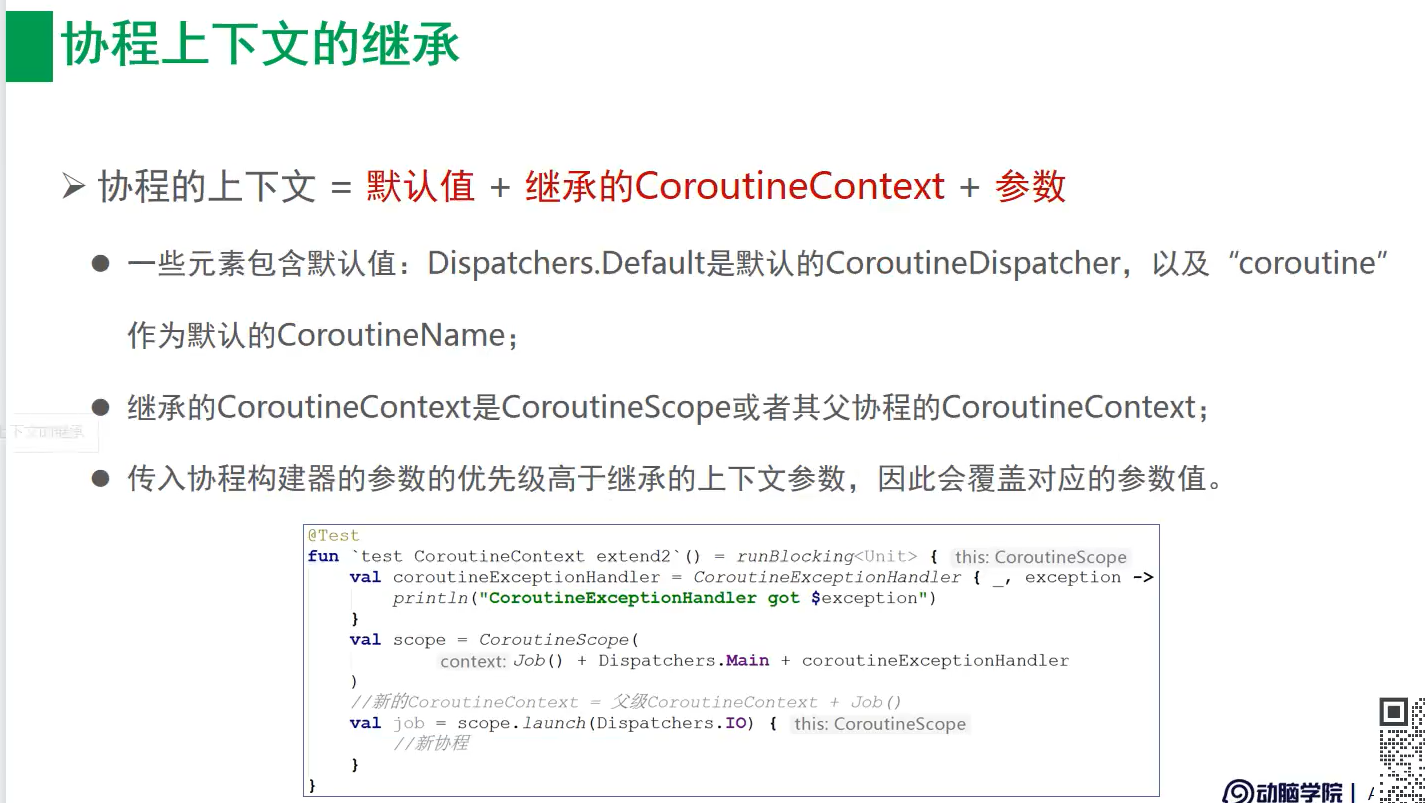 协程上下文的继承
协程的上下文 = 默认值 + 继承的CoroutineContext + 参数
一些元素包含默认值：Dispatchers.Default是默认的CoroutineDispatcher，以及“coroutine”
作为默认的CoroutineName；
继承的CoroutineContext是CoroutineScope或者其父协程的CoroutineContext；
下文的继承
传入协程构建器的参数的优先级高于继承的上下文参数，因此会覆盖对应的参数值。
@Test
fun `test CoroutineContext extend2`() = runBlocking<Unit> { this: CoroutineScope
val coroutineExceptionHandler = CoroutineExceptionHandler { _, exception ->
println("CoroutineExceptionHandler got $exception")
}
val scope = CoroutineScope(
context: Job() + Dispatchers.Main + coroutineExceptionHandler
)
//新的CoroutineContext = 父级CoroutineContext + Job()
val job = scope.launch(Dispatchers.IO) { this: CoroutineScope
//新协程
}
}
动脑学院 |